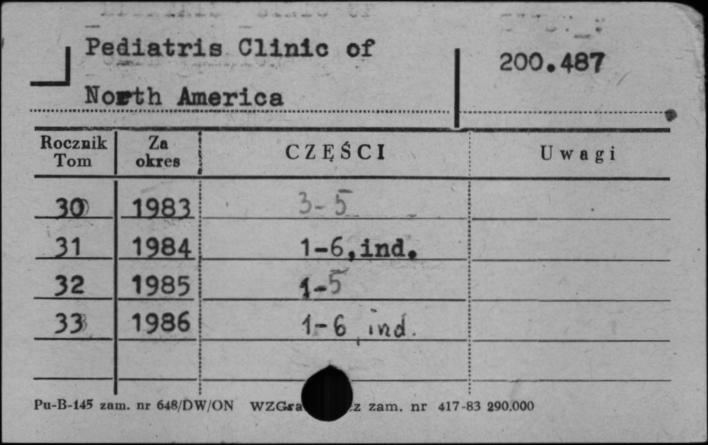 Pediatris Clinic of
200.487
North America
Rocznik Tom Za okres CZĘŚCI Uwagi
30 1983 3-5
31 1984 1-6,ind.
32 1985 1-5
33 1986 1-6,ind.
Pu-B-145 zam. nr 648/DW/ON z zam. nr 417-83 290.000